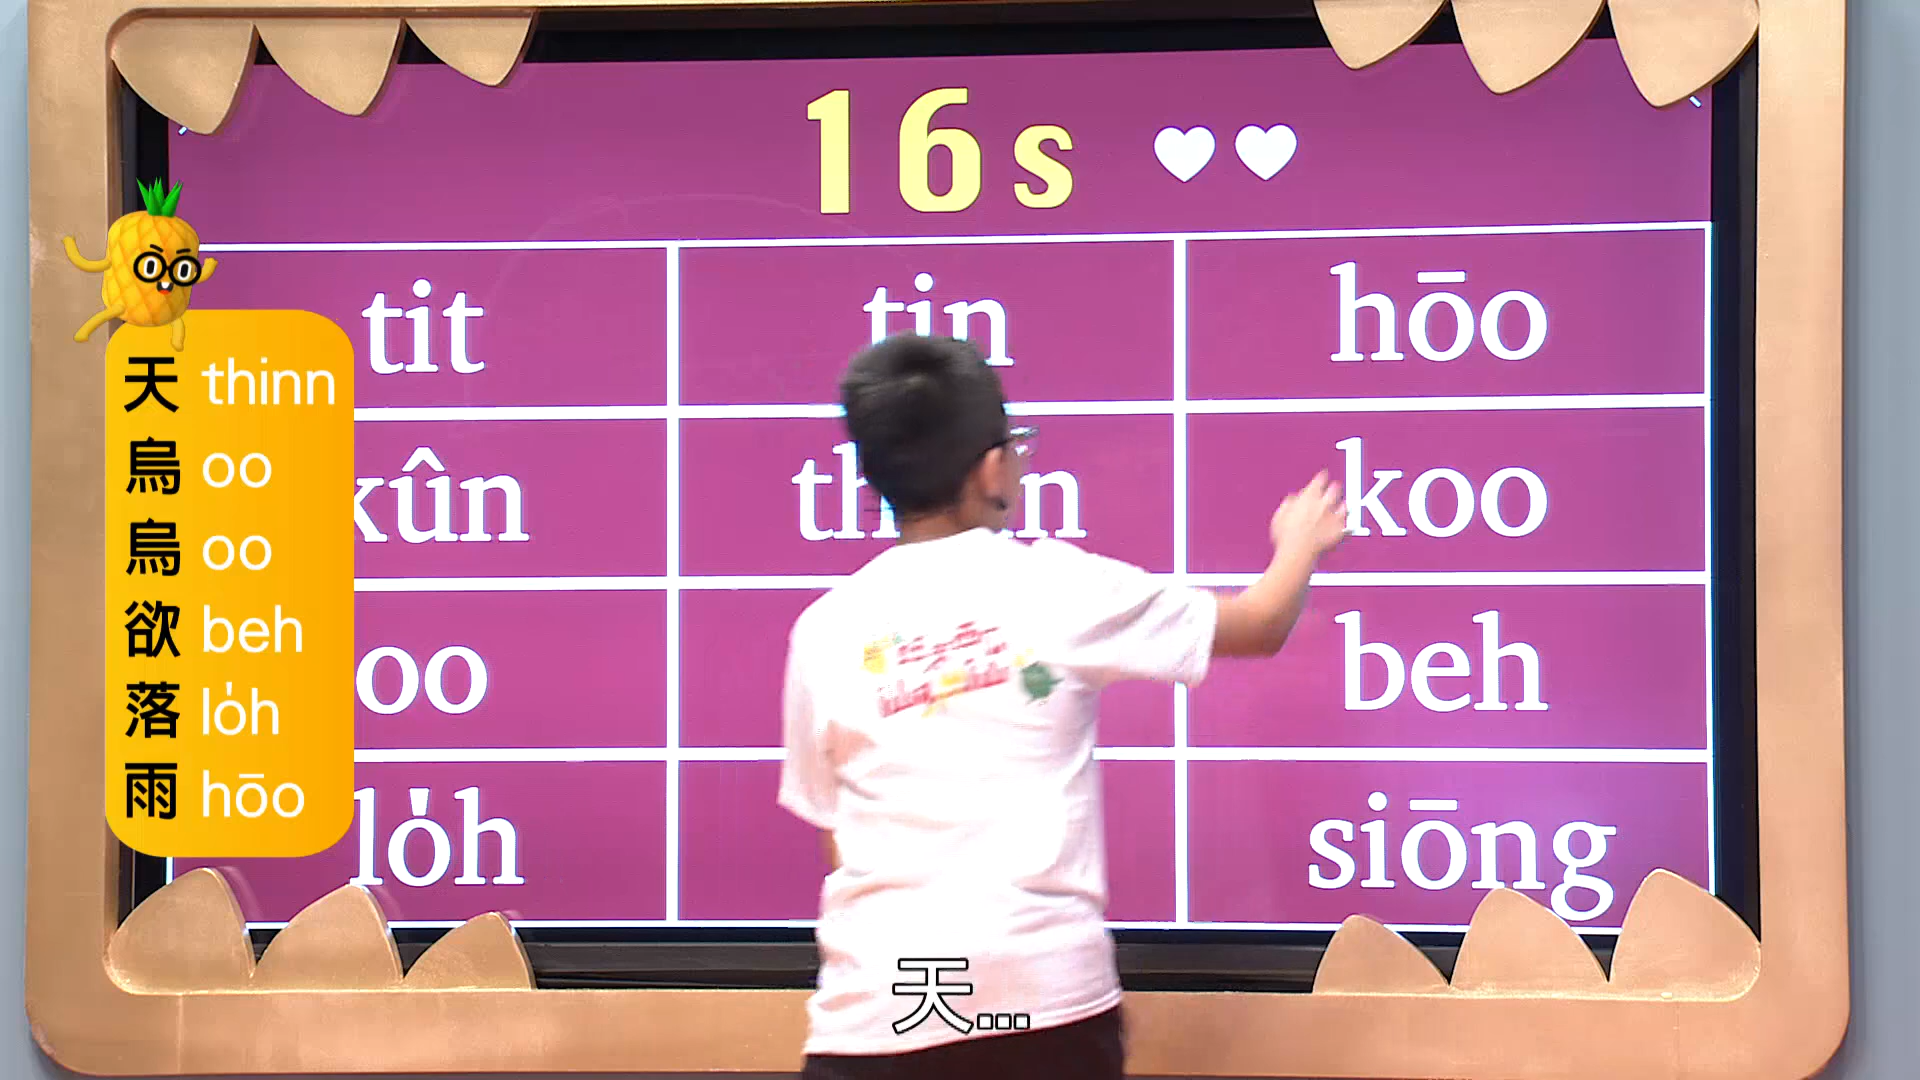 16s
天 thinn
烏 oo
烏 oo
欲 beh
落 lo̍h
雨 hōo
tit tin hōo
kûn koo
oo beh
lo̍h siōng
天...